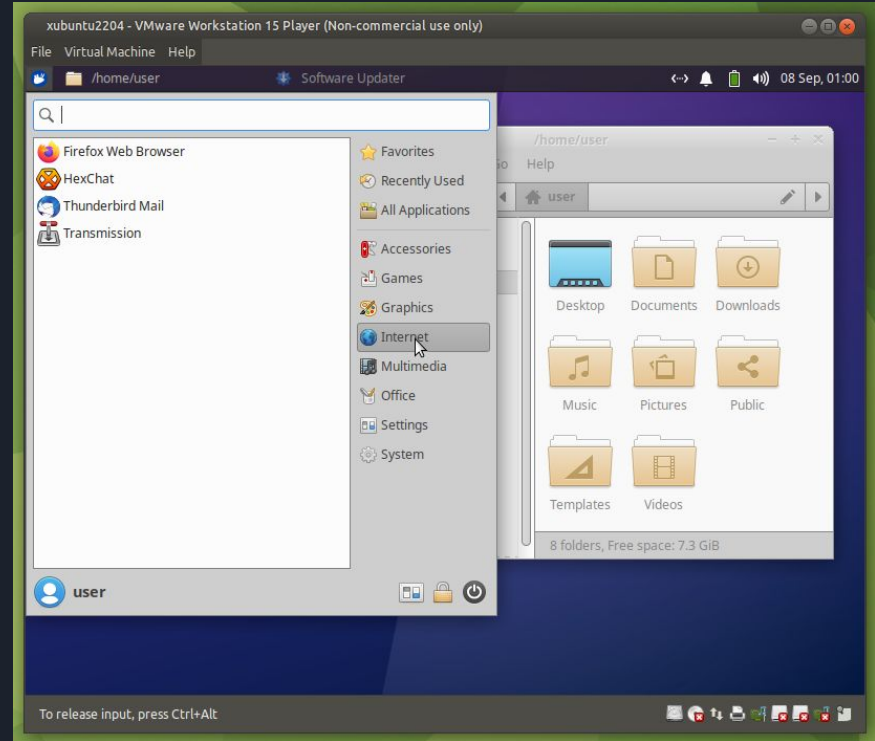 xubuntu2204 - VMware Workstation 15 Player (Non-commercial use only)
File Virtual Machine Help
/home/user Software Updater 08 Sep, 01:00
Firefox Web Browser
HexChat
Thunderbird Mail
Transmission
Favorites
Recently Used
All Applications
Accessories
Games
Graphics
Internet
Multimedia
Office
Settings
System
user
/home/user
Help
user
Desktop Documents Downloads
Music Pictures Public
Templates Videos
8 folders, Free space: 7.3 GiB
To release input, press Ctrl+Alt